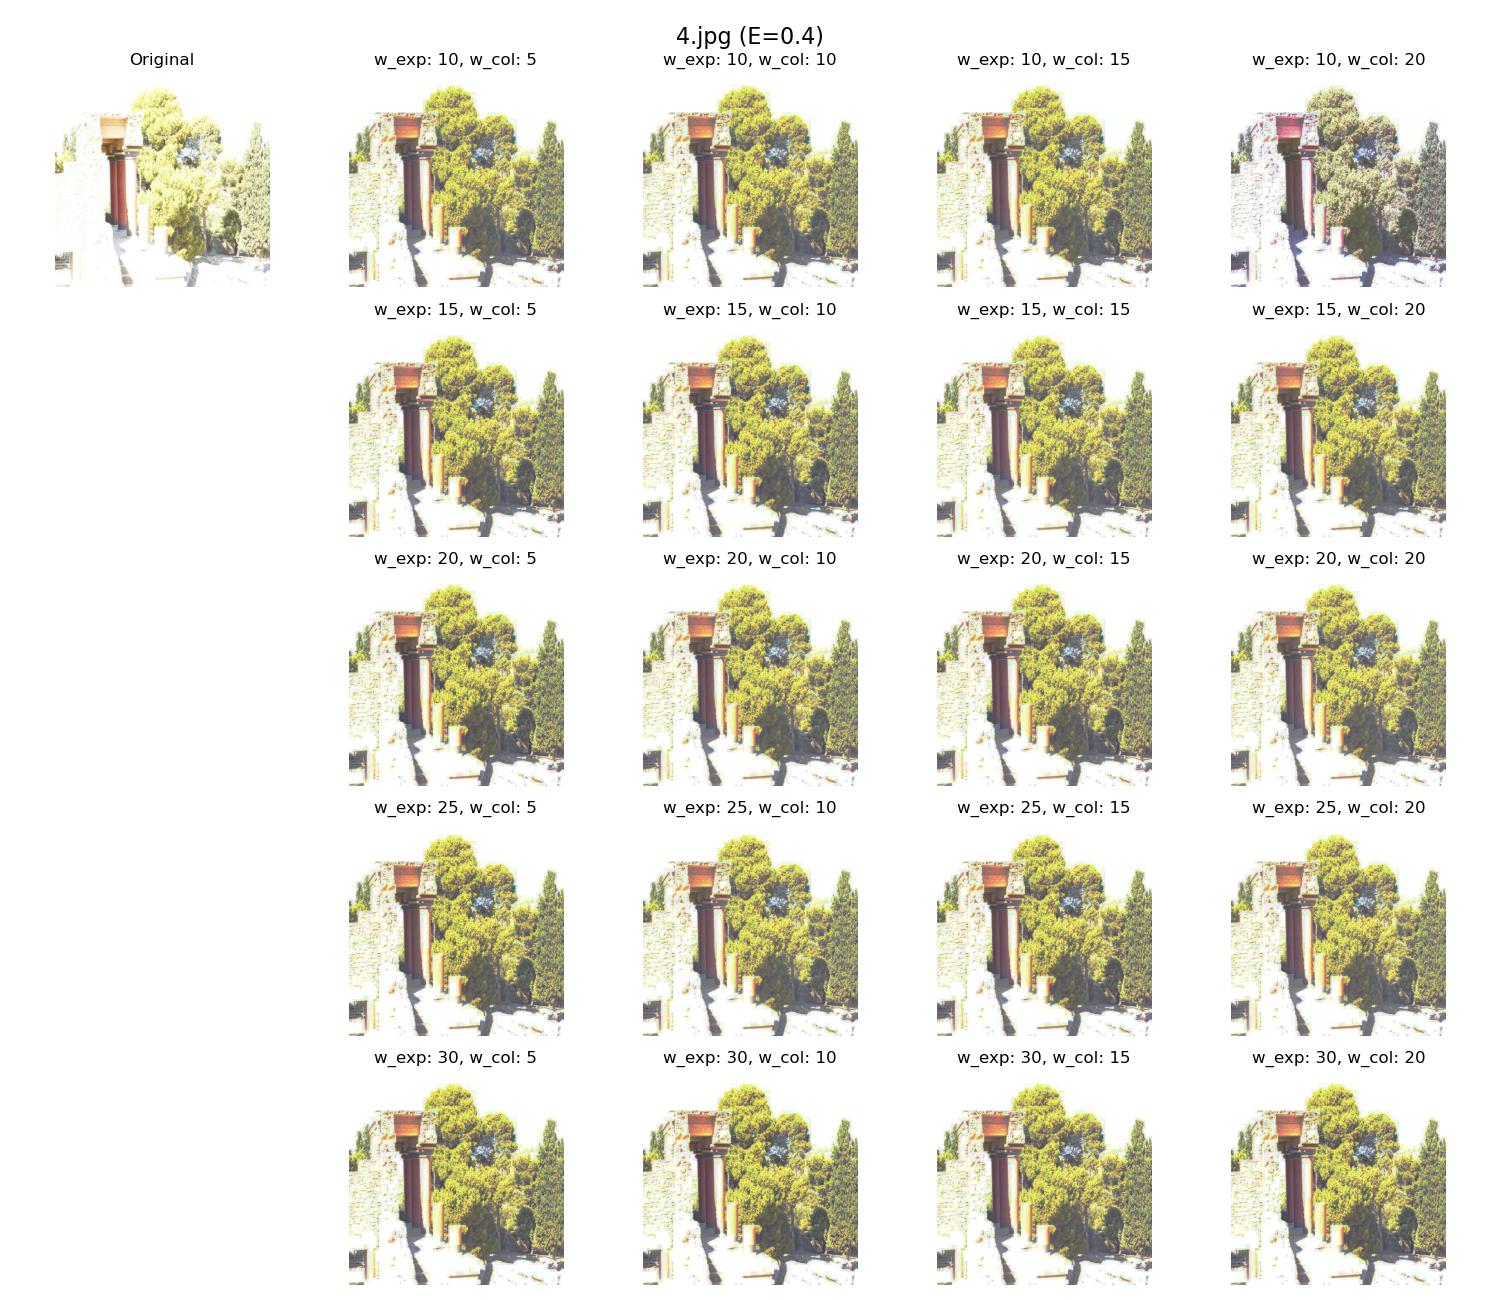 4.jpg (E=0.4)
Original
w_exp: 10, w_col: 5
w_exp: 10, w_col: 10
w_exp: 10, w_col: 15
w_exp: 10, w_col: 20
w_exp: 15, w_col: 5
w_exp: 15, w_col: 10
w_exp: 15, w_col: 15
w_exp: 15, w_col: 20
w_exp: 20, w_col: 5
w_exp: 20, w_col: 10
w_exp: 20, w_col: 15
w_exp: 20, w_col: 20
w_exp: 25, w_col: 5
w_exp: 25, w_col: 10
w_exp: 25, w_col: 15
w_exp: 25, w_col: 20
w_exp: 30, w_col: 5
w_exp: 30, w_col: 10
w_exp: 30, w_col: 15
w_exp: 30, w_col: 20